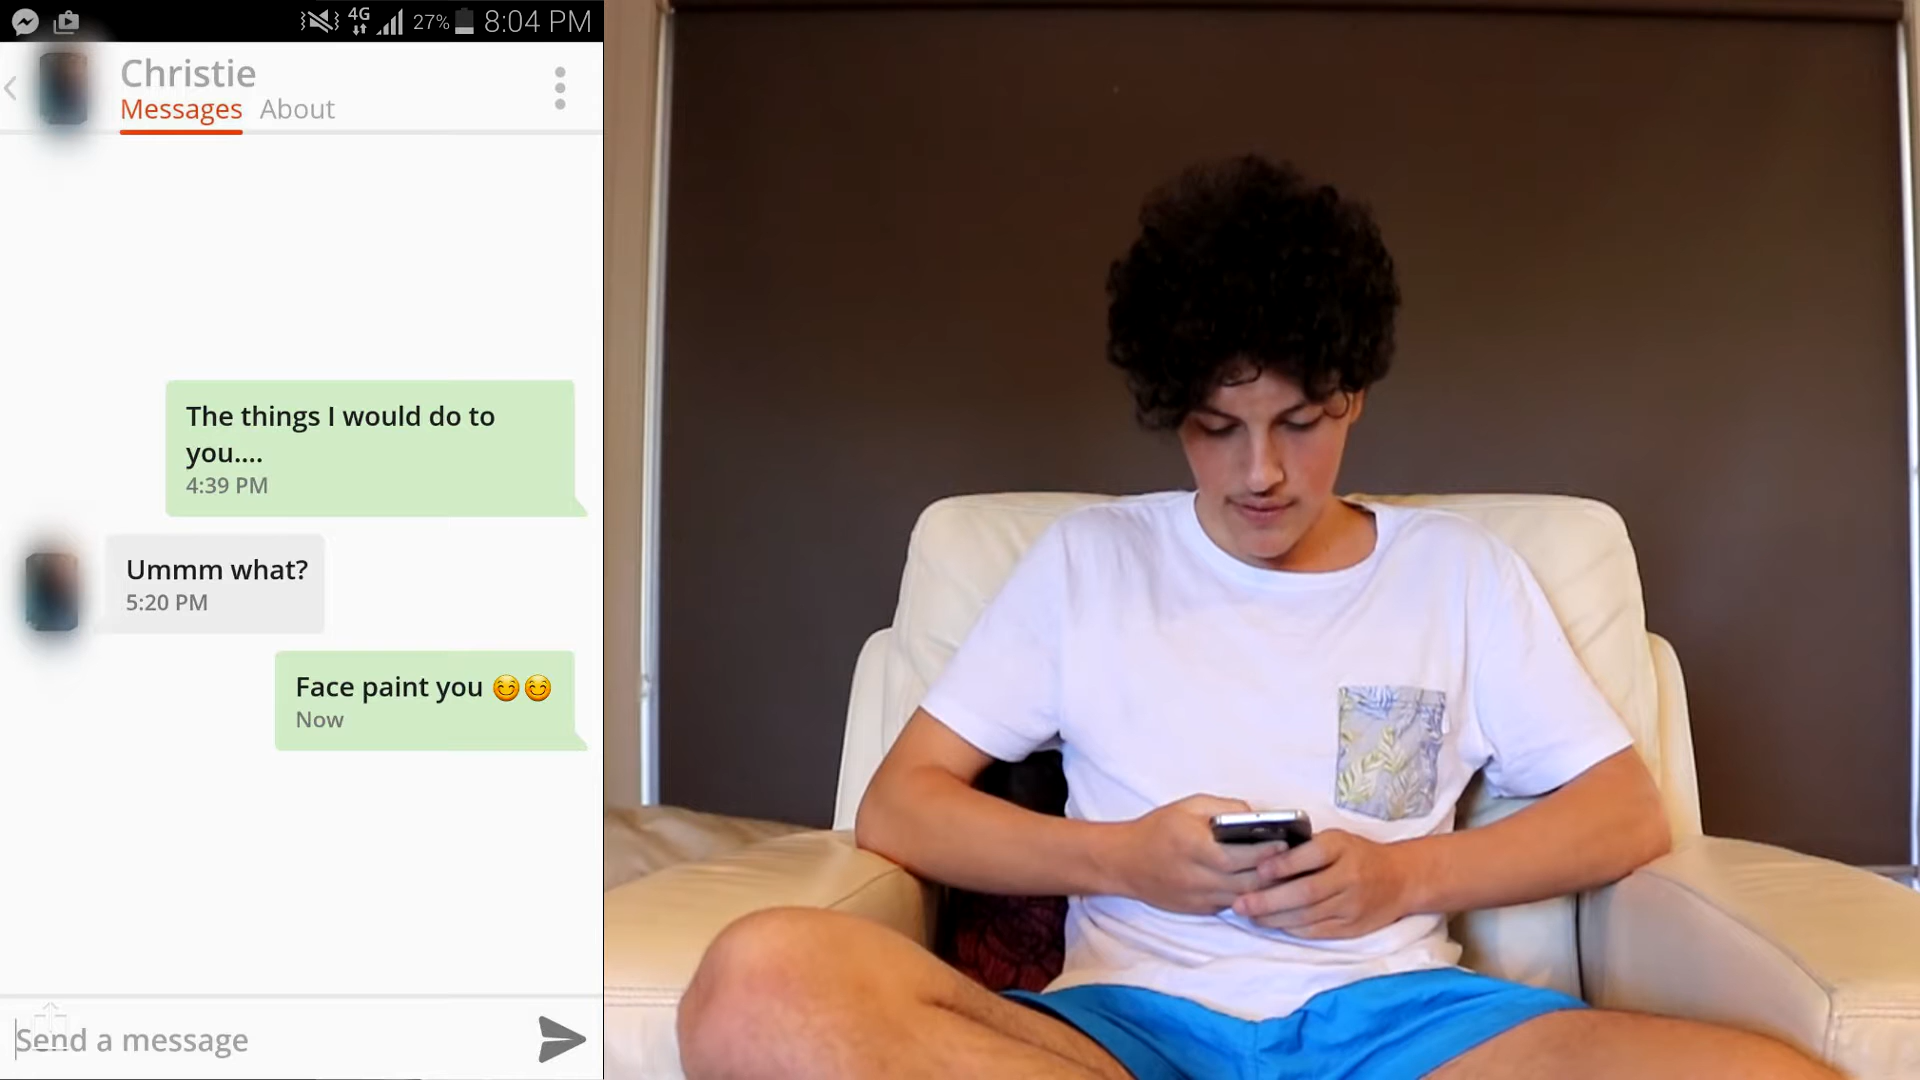 4G 27% 8:04 PM
Christie
Messages About
The things I would do to
you....
4:39 PM
Ummm what?
5:20 PM
Face paint you 😊😊
Now
Send a message